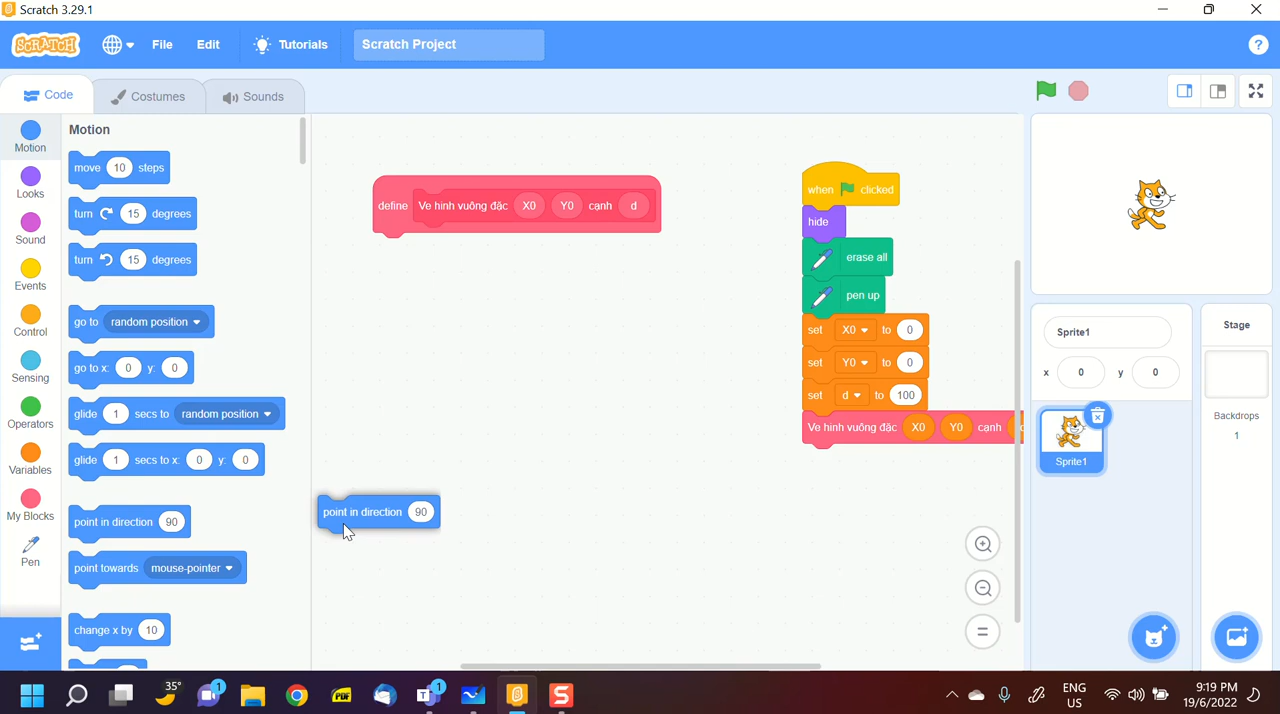 Scratch 3.29.1
SCRATCH File Edit Tutorials Scratch Project ?
Code Costumes Sounds
Motion
Looks
Sound
Events
Control
Sensing
Operators
Variables
My Blocks
Pen
Motion
move 10 steps
turn 15 degrees
turn 15 degrees
go to random position
go to x: 0 y: 0
glide 1 secs to random position
glide 1 secs to x: 0 y: 0
point in direction 90
point towards mouse-pointer
change x by 10
define Ve hinh vuông đặc X0 Y0 cạnh d
point in direction 90
when clicked
hide
erase all
pen up
set X0 to 0
set Y0 to 0
set d to 100
Ve hinh vuông đặc X0 Y0 cạnh
Sprite1
x 0 y 0
Sprite1
Stage
Backdrops
1
35°
1
PDF
1
ENG
US
9:19 PM
19/6/2022